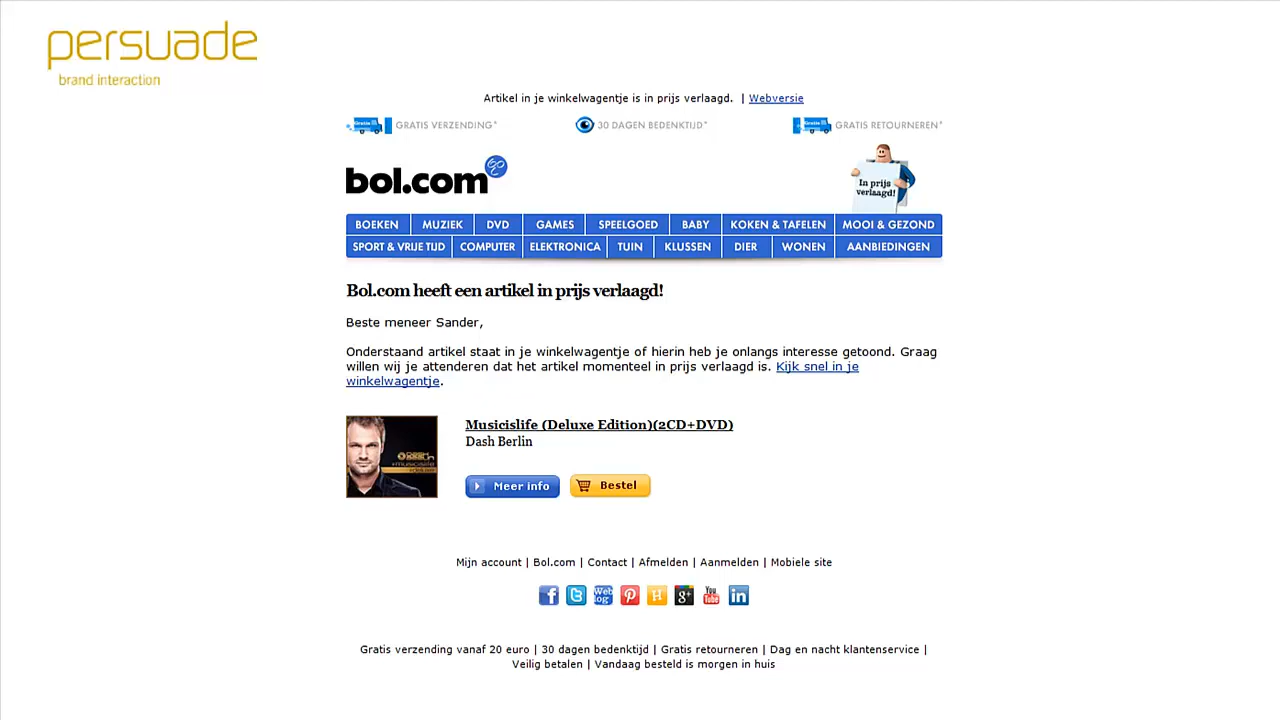 persuade
brand interaction
Artikel in je winkelwagentje is in prijs verlaagd. | Webversie
GRATIS VERZENDING* 30 DAGEN BEDENKTIJD* GRATIS RETOURNEREN*
bol.com
In prijs
verlaagd!
BOEKEN MUZIEK DVD GAMES SPEELGOED BABY KOKEN & TAFELEN MOOI & GEZOND
SPORT & VRIJE TIJD COMPUTER ELEKTRONICA TUIN KLUSSEN DIER WONEN AANBIEDINGEN
Bol.com heeft een artikel in prijs verlaagd!
Beste meneer Sander,
Onderstaand artikel staat in je winkelwagentje of hierin heb je onlangs interesse getoond. Graag
willen wij je attenderen dat het artikel momenteel in prijs verlaagd is. Kijk snel in je
winkelwagentje.
Musicislife (Deluxe Edition)(2CD+DVD)
Dash Berlin
Meer info Bestel
Mijn account | Bol.com | Contact | Afmelden | Aanmelden | Mobiele site
f t Web log P H g+ You Tube in
Gratis verzending vanaf 20 euro | 30 dagen bedenktijd | Gratis retourneren | Dag en nacht klantenservice |
Veilig betalen | Vandaag besteld is morgen in huis